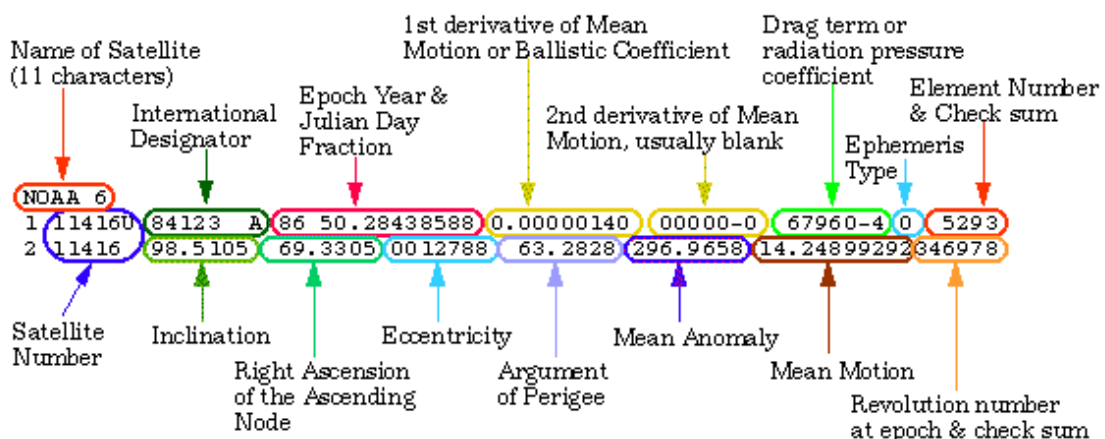 Name of Satellite
(11 characters)
International
Designator
Epoch Year &
Julian Day
Fraction
1st derivative of Mean
Motion or Ballistic Coefficient
2nd derivative of Mean
Motion, usually blank
Drag term or
radiation pressure
coefficient
Ephemeris
Type
Element Number
& Check sum
NOAA 6
1 11416U 84123 A 86 50.28438588 0.00000140 00000-0 67960-4 0 5293
2 11416 98.5105 69.3305 0012788 63.2828 296.9658 14.24899292346978
Satellite
Number
Inclination
Right Ascension
of the Ascending
Node
Eccentricity
Argument
of Perigee
Mean Anomaly
Mean Motion
Revolution number
at epoch & check sum